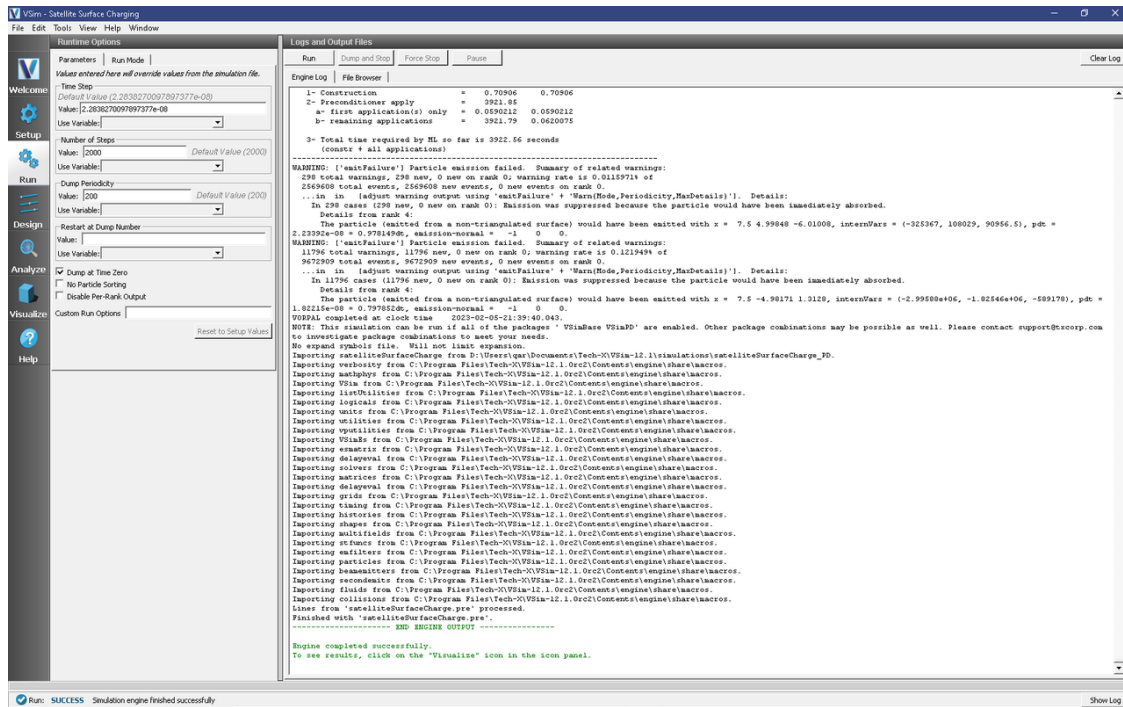 VSim - Satellite Surface Charging
File Edit Tools View Help Window
Welcome
Setup
Run
Design
Analyze
Visualize
Help
Runtime Options
Parameters Run Mode
Values entered here will override values from the simulation file.
Time Step
Default Value (2.2838270097897377e-08)
Value: 2.2838270097897377e-08
Use Variable:
Number of Steps
Value: 2000 Default Value (2000)
Use Variable:
Dump Periodicity
Value: 200 Default Value (200)
Use Variable:
Restart at Dump Number
Value:
Use Variable:
Dump at Time Zero
No Particle Sorting
Disable Per-Rank Output
Custom Run Options
Reset to Setup Values
Logs and Output Files
Run Dump and Stop Force Stop Pause Clear Log
Engine Log File Browser
1- Construction = 0.70906 0.70906
2- Preconditioner apply = 3921.85
a- first application(s) only = 0.0590212 0.0590212
b- remaining applications = 3921.79 0.0620075
3- Total time required by ML so far is 3922.56 seconds
(constr + all applications)
--------------------------------------------------------------------------
WARNING: ['emitFailure'] Particle emission failed. Summary of related warnings:
298 total warnings, 298 new, 0 new on rank 0; warning rate is 0.0115971% of
2569608 total events, 2569608 new events, 0 new events on rank 0.
...in in [adjust warning output using 'emitFailure' + 'Warn{Mode,Periodicity,MaxDetails}']. Details:
In 298 cases (298 new, 0 on rank 0): Emission was suppressed because the particle would have been immediately absorbed.
Details from rank 4:
The particle (emitted from a non-triangulated surface) would have been emitted with x = 7.5 4.99848 -6.01008, internVars = (-325367, 108029, 90956.5), pdt =
2.23392e-08 = 0.978149dt, emission-normal = -1 0 0.
WARNING: ['emitFailure'] Particle emission failed. Summary of related warnings:
11796 total warnings, 11796 new, 0 new on rank 0; warning rate is 0.121949% of
9672909 total events, 9672909 new events, 0 new events on rank 0.
...in in [adjust warning output using 'emitFailure' + 'Warn{Mode,Periodicity,MaxDetails}']. Details:
In 11796 cases (11796 new, 0 on rank 0): Emission was suppressed because the particle would have been immediately absorbed.
Details from rank 4:
The particle (emitted from a non-triangulated surface) would have been emitted with x = 7.5 -4.98171 1.3128, internVars = (-2.99588e+06, -1.82546e+06, -589178), pdt =
1.82215e-08 = 0.797852dt, emission-normal = -1 0 0.
VORPAL completed at clock time 2023-02-05-21:39:40.043.
NOTE: This simulation can be run if all of the packages ' VSimBase VSimPD' are enabled. Other package combinations may be possible as well. Please contact support@txcorp.com
to investigate package combinations to meet your needs.
No expand symbols file. Will not limit expansion.
Importing satelliteSurfaceCharge from D:\Users\qar\Documents\Tech-X\VSim-12.1\simulations\satelliteSurfaceCharge_PD.
Importing verbosity from C:\Program Files\Tech-X\VSim-12.1.0rc2\Contents\engine\share\macros.
Importing mathphys from C:\Program Files\Tech-X\VSim-12.1.0rc2\Contents\engine\share\macros.
Importing VSim from C:\Program Files\Tech-X\VSim-12.1.0rc2\Contents\engine\share\macros.
Importing listUtilities from C:\Program Files\Tech-X\VSim-12.1.0rc2\Contents\engine\share\macros.
Importing logicals from C:\Program Files\Tech-X\VSim-12.1.0rc2\Contents\engine\share\macros.
Importing units from C:\Program Files\Tech-X\VSim-12.1.0rc2\Contents\engine\share\macros.
Importing utilities from C:\Program Files\Tech-X\VSim-12.1.0rc2\Contents\engine\share\macros.
Importing vputilities from C:\Program Files\Tech-X\VSim-12.1.0rc2\Contents\engine\share\macros.
Importing VSimEs from C:\Program Files\Tech-X\VSim-12.1.0rc2\Contents\engine\share\macros.
Importing esmatrix from C:\Program Files\Tech-X\VSim-12.1.0rc2\Contents\engine\share\macros.
Importing delayeval from C:\Program Files\Tech-X\VSim-12.1.0rc2\Contents\engine\share\macros.
Importing solvers from C:\Program Files\Tech-X\VSim-12.1.0rc2\Contents\engine\share\macros.
Importing matrices from C:\Program Files\Tech-X\VSim-12.1.0rc2\Contents\engine\share\macros.
Importing delayeval from C:\Program Files\Tech-X\VSim-12.1.0rc2\Contents\engine\share\macros.
Importing grids from C:\Program Files\Tech-X\VSim-12.1.0rc2\Contents\engine\share\macros.
Importing timing from C:\Program Files\Tech-X\VSim-12.1.0rc2\Contents\engine\share\macros.
Importing histories from C:\Program Files\Tech-X\VSim-12.1.0rc2\Contents\engine\share\macros.
Importing shapes from C:\Program Files\Tech-X\VSim-12.1.0rc2\Contents\engine\share\macros.
Importing multifields from C:\Program Files\Tech-X\VSim-12.1.0rc2\Contents\engine\share\macros.
Importing stfuncs from C:\Program Files\Tech-X\VSim-12.1.0rc2\Contents\engine\share\macros.
Importing emfilters from C:\Program Files\Tech-X\VSim-12.1.0rc2\Contents\engine\share\macros.
Importing particles from C:\Program Files\Tech-X\VSim-12.1.0rc2\Contents\engine\share\macros.
Importing beamemitters from C:\Program Files\Tech-X\VSim-12.1.0rc2\Contents\engine\share\macros.
Importing secondemits from C:\Program Files\Tech-X\VSim-12.1.0rc2\Contents\engine\share\macros.
Importing fluids from C:\Program Files\Tech-X\VSim-12.1.0rc2\Contents\engine\share\macros.
Importing collisions from C:\Program Files\Tech-X\VSim-12.1.0rc2\Contents\engine\share\macros.
Lines from 'satelliteSurfaceCharge.pre' processed.
Finished with 'satelliteSurfaceCharge.pre'.
-------------------- END ENGINE OUTPUT ----------------
Engine completed successfully.
To see results, click on the "Visualize" icon in the icon panel.
Run: SUCCESS Simulation engine finished successfully Show Log